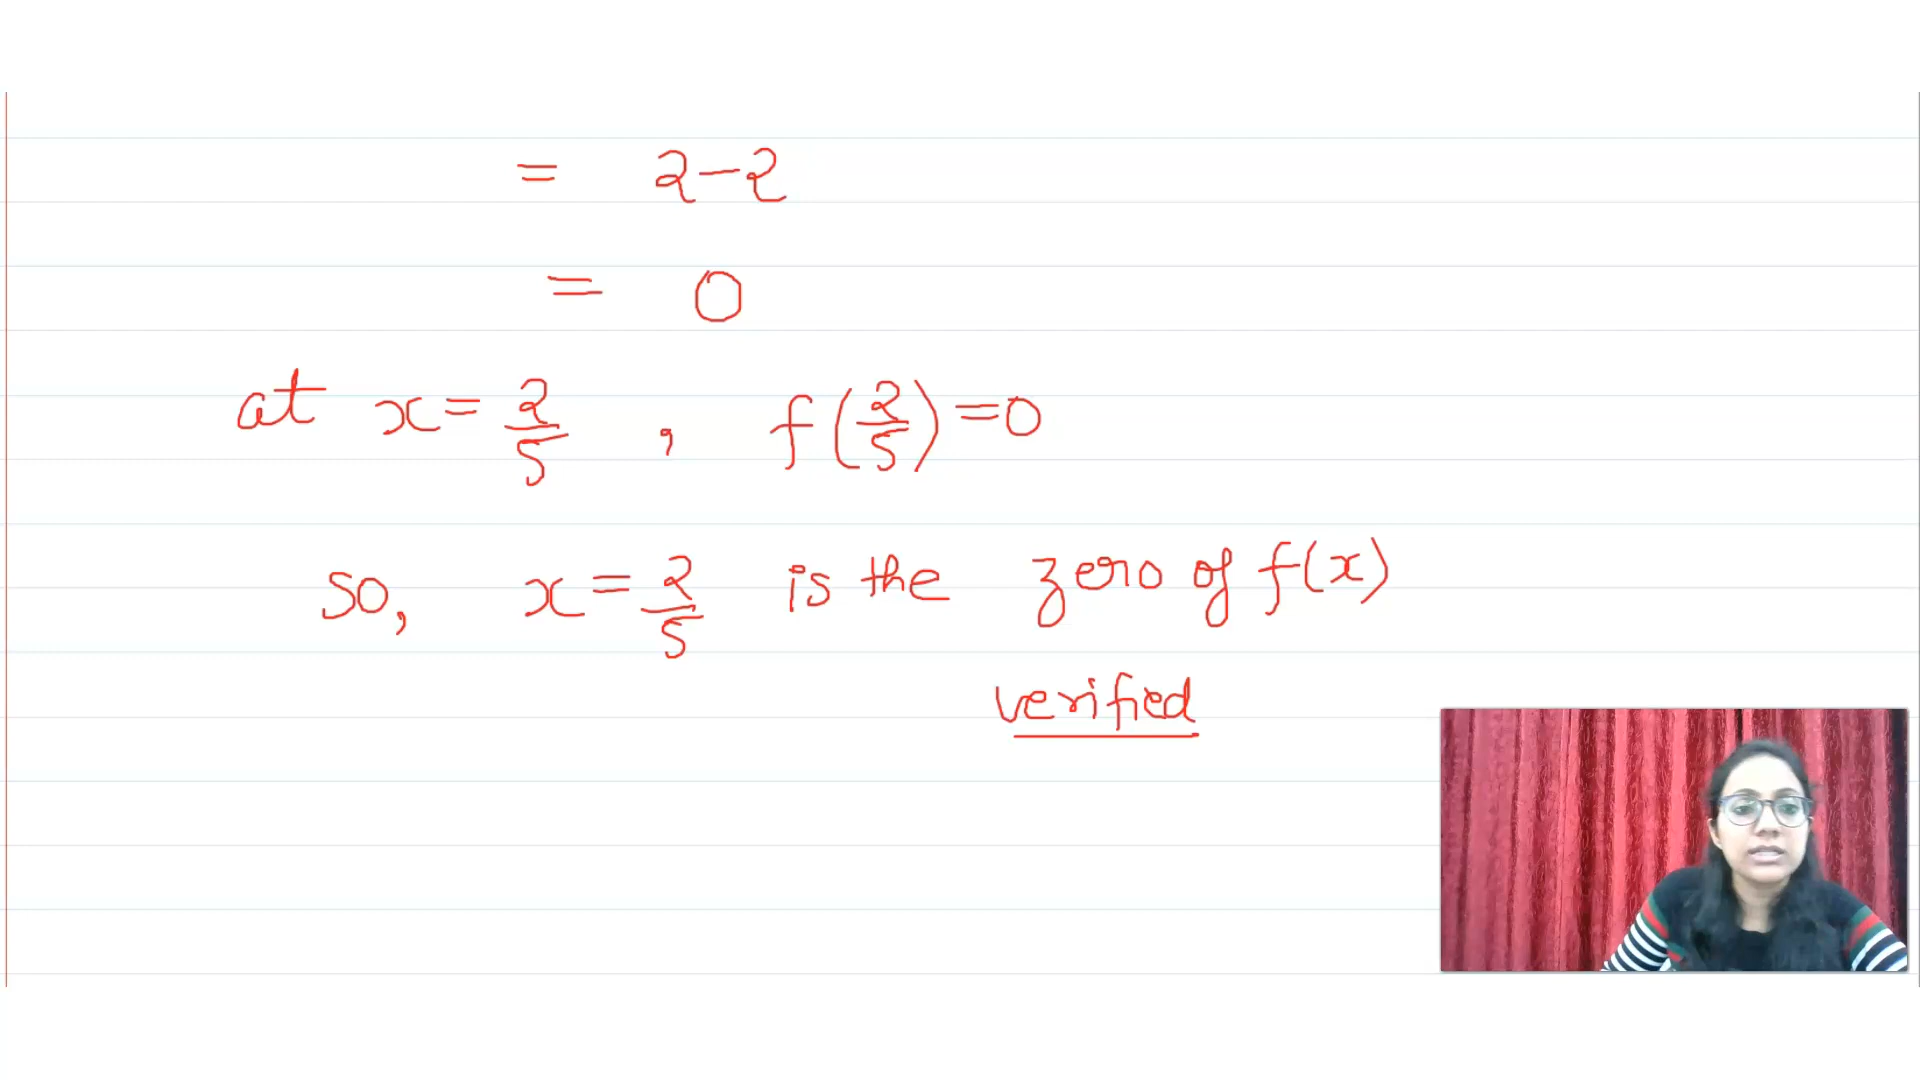 = 2-2
= 0
at x = 2/5 , f(2/5) = 0
so, x = 2/5 is the zero of f(x)
verified